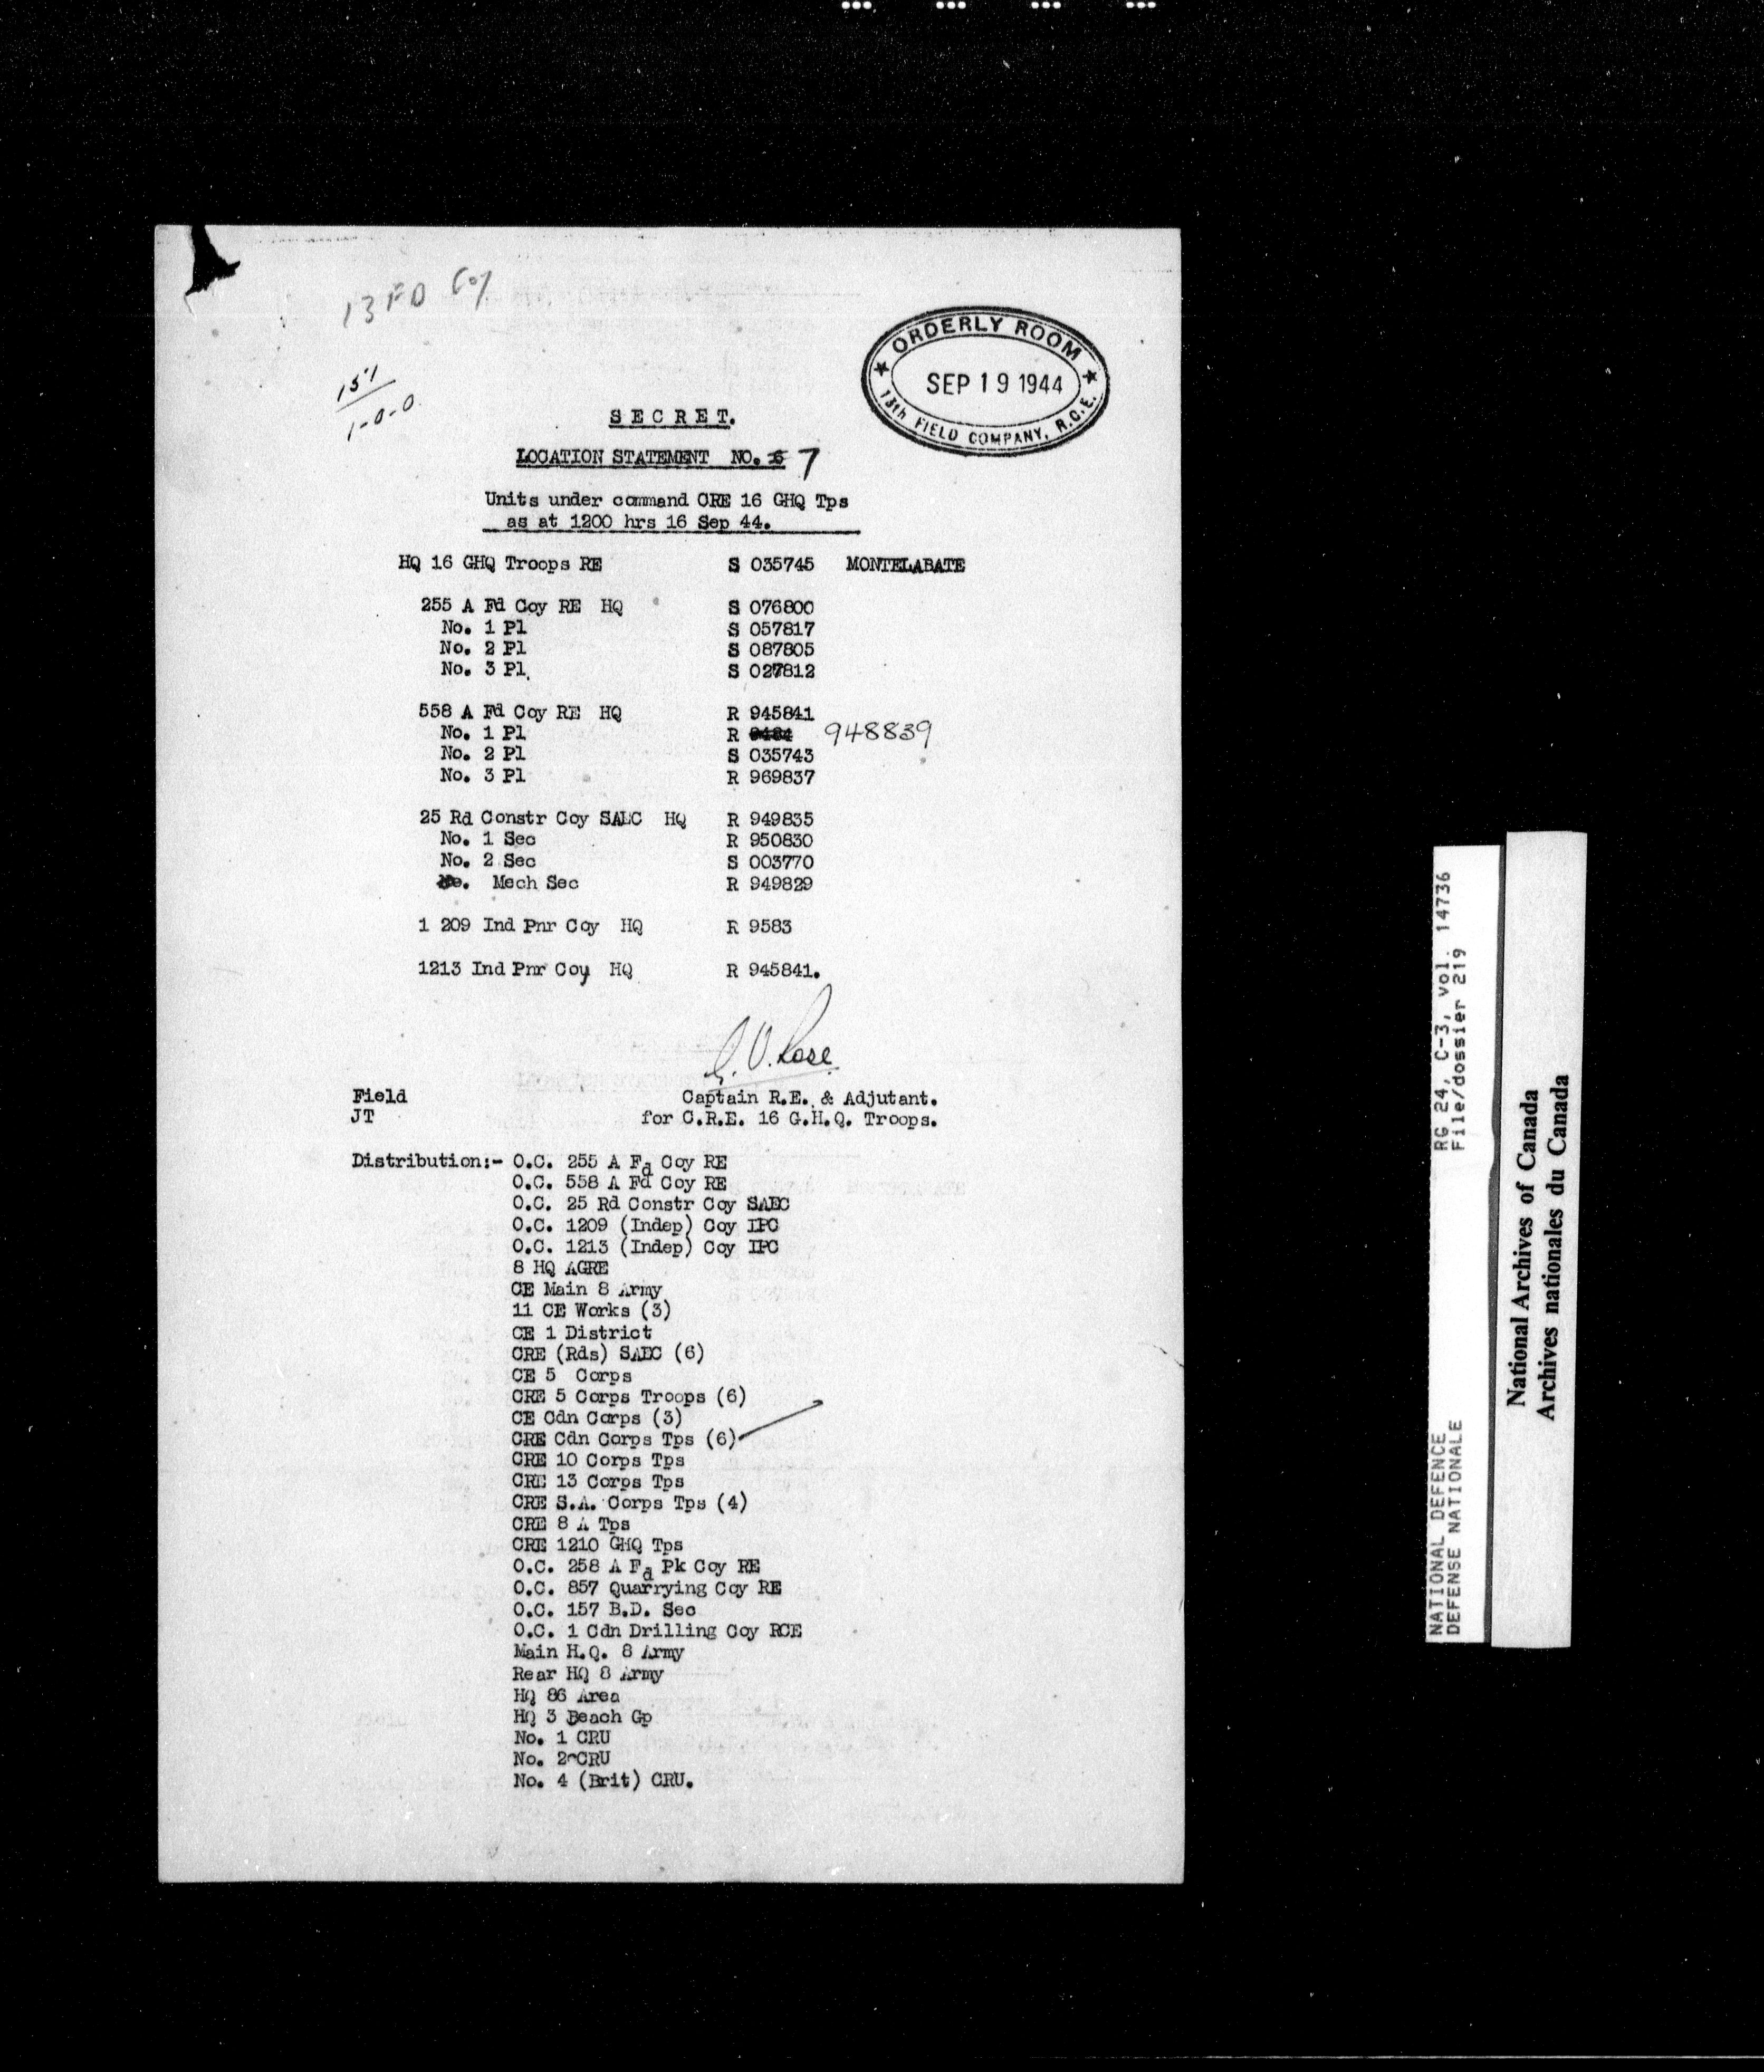 13 FD Coy
151
1-0-0
★ ORDERLY ROOM ★
SEP 19 1944
13th FIELD COMPANY, R.C.E.
SECRET.
LOCATION STATEMENT NO. 7
Units under command CRE 16 GHQ Tps
as at 1200 hrs 16 Sep 44.
HQ 16 GHQ Troops RE S 035745 MONTELABATE
255 A Fd Coy RE HQ S 076800
No. 1 Pl S 057817
No. 2 Pl S 087805
No. 3 Pl. S 027812
558 A Fd Coy RE HQ R 945841
No. 1 Pl R 948839
No. 2 Pl S 035743
No. 3 Pl R 969837
25 Rd Constr Coy SAEC HQ R 949835
No. 1 Sec R 950830
No. 2 Sec S 003770
Mech Sec R 949829
1 209 Ind Pnr Coy HQ R 9583
1213 Ind Pnr Coy HQ R 945841.
Rose
Field Captain R.E. & Adjutant.
JT for C.R.E. 16 G.H.Q. Troops.
Distribution:- O.C. 255 A Fd Coy RE
O.C. 558 A Fd Coy RE
O.C. 25 Rd Constr Coy SAEC
O.C. 1209 (Indep) Coy IPC
O.C. 1213 (Indep) Coy IPC
8 HQ AGRE
CE Main 8 Army
11 CE Works (3)
CE 1 District
CRE (Rds) SAEC (6)
CE 5 Corps
CRE 5 Corps Troops (6)
CE Cdn Corps (3)
CRE Cdn Corps Tps (6)
CRE 10 Corps Tps
CRE 13 Corps Tps
CRE S.A. Corps Tps (4)
CRE 8 A Tps
CRE 1210 GHQ Tps
O.C. 258 A Fd Pk Coy RE
O.C. 857 Quarrying Coy RE
O.C. 157 B.D. Sec
O.C. 1 Cdn Drilling Coy RCE
Main H.Q. 8 Army
Rear HQ 8 Army
HQ 86 Area
HQ 3 Beach Gp
No. 1 CRU
No. 2 CRU
No. 4 (Brit) CRU.
NATIONAL DEFENCE RG 24, C-3, Vol. 14736
DEFENSE NATIONALE File/dossier 219
National Archives of Canada
Archives nationales du Canada